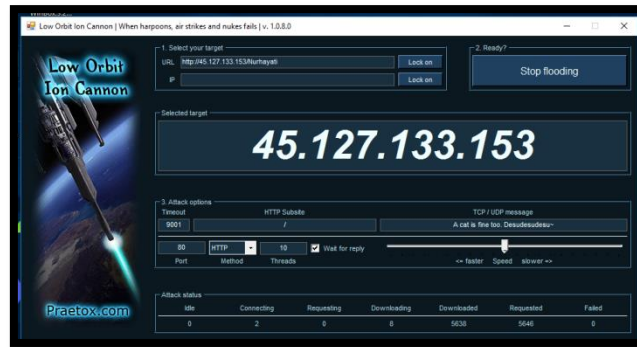 Low Orbit Ion Cannon | When harpoons, air strikes and nukes fails | v. 1.0.8.0
Low Orbit
Ion Cannon
Praetox.com
1. Select your target
URL http://45.127.133.153/Nurhayati Lock on
IP Lock on
2. Ready?
Stop flooding
Selected target
45.127.133.153
3. Attack options
Timeout HTTP Subsite TCP / UDP message
9001 / A cat is fine too. Desudesudesu~
80 HTTP 10 Wait for reply
Port Method Threads <= faster Speed slower =>
Attack status
Idle Connecting Requesting Downloading Downloaded Requested Failed
0 2 0 6 5638 5646 0